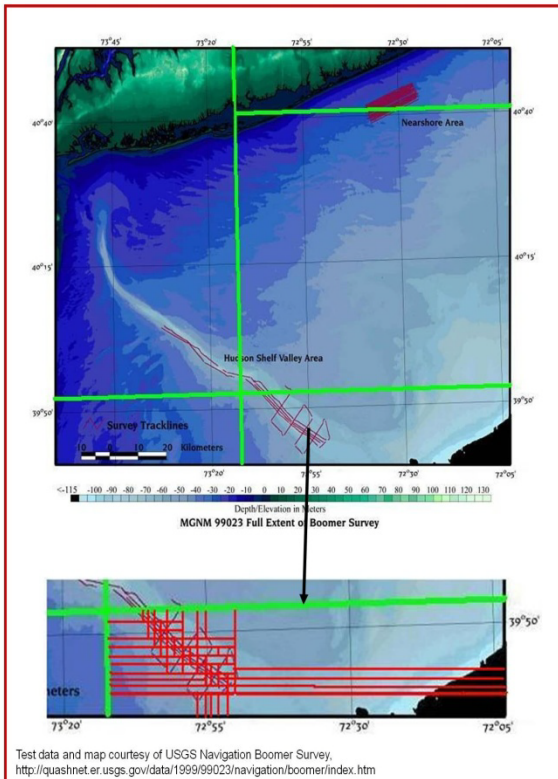 73°45' 73°20' 72°55' 72°30' 72°05'
40°40' 40°40'
Nearshore Area
40°15' 40°15'
Hudson Shelf Valley Area
39°50' 39°50'
Survey Tracklines
10 0 10 20 Kilometers
73°20' 72°55' 72°30' 72°05'
<-115 -100 -90 -80 -70 -60 -50 -40 -30 -20 -10 0 10 20 30 40 50 60 70 80 90 100 110 120 130
Depth/Elevation in Meters
MGNM 99023 Full Extent of Boomer Survey
39°50'
meters
73°20' 72°55' 72°30' 72°05'
Test data and map courtesy of USGS Navigation Boomer Survey,
http://quashnet.er.usgs.gov/data/1999/99023/navigation/boomer/index.htm